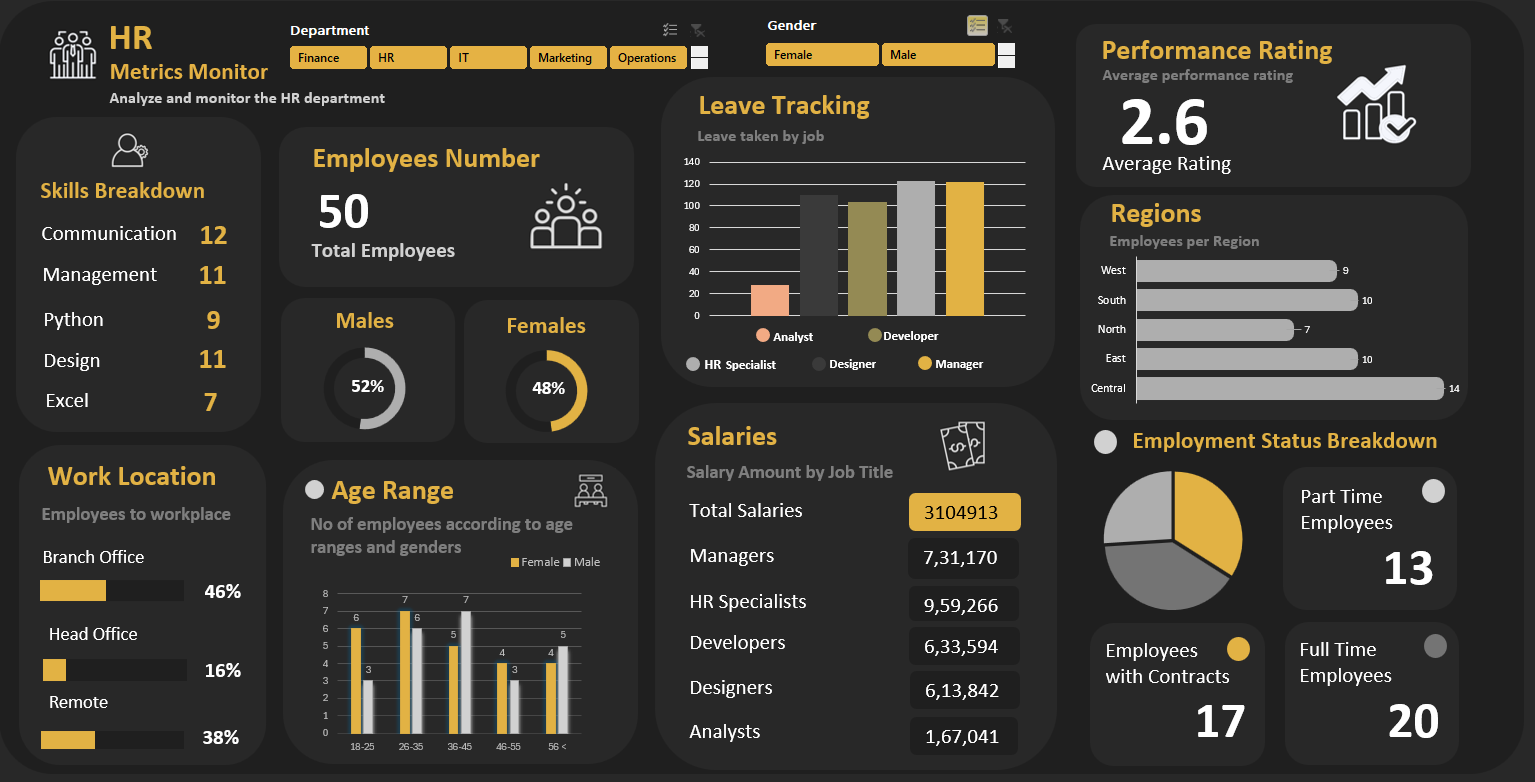 HR
Metrics Monitor
Analyze and monitor the HR department
Department
Finance
HR
IT
Marketing
Operations
Gender
Female
Male
Skills Breakdown
Communication 12
Management 11
Python 9
Design 11
Excel 7
Employees Number
50
Total Employees
Males
52%
Females
48%
Leave Tracking
Leave taken by job
140
120
100
80
60
40
20
0
Analyst
Developer
HR Specialist
Designer
Manager
Performance Rating
Average performance rating
2.6
Average Rating
Regions
Employees per Region
West 9
South 10
North 7
East 10
Central 14
Work Location
Employees to workplace
Branch Office
46%
Head Office
16%
Remote
38%
Age Range
No of employees according to age
ranges and genders
Female Male
8
7
6
5
4
3
2
1
0
6 3 7 6 5 7 4 3 4 5
18-25 26-35 36-45 46-55 56 <
Salaries
Salary Amount by Job Title
Total Salaries 3104913
Managers 7,31,170
HR Specialists 9,59,266
Developers 6,33,594
Designers 6,13,842
Analysts 1,67,041
Employment Status Breakdown
Part Time
Employees
13
Employees
with Contracts
17
Full Time
Employees
20